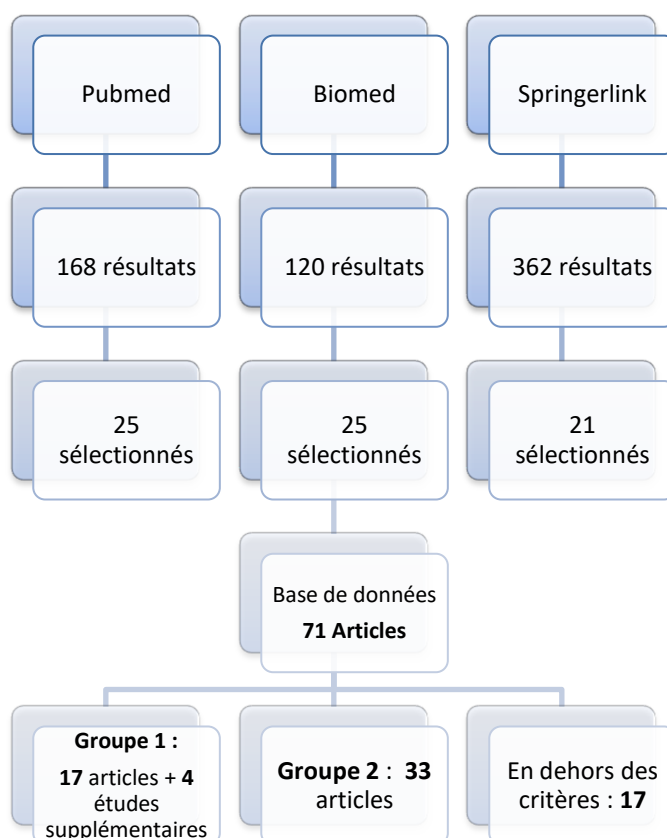 Pubmed
Biomed
Springerlink
168 résultats
120 résultats
362 résultats
25
sélectionnés
25
sélectionnés
21
sélectionnés
Base de données
71 Articles
Groupe 1 :
17 articles + 4
études
supplémentaires
Groupe 2 : 33
articles
En dehors des
critères : 17